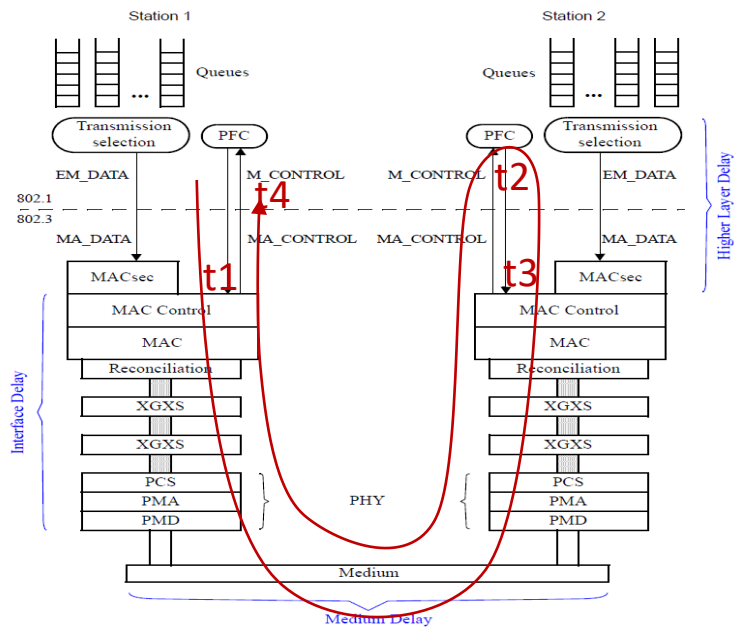 Station 1 Station 2
Queues Queues
... ...
Transmission selection PFC PFC Transmission selection
EM_DATA M_CONTROL M_CONTROL EM_DATA
t4 t2
802.1
802.3
MA_DATA MA_CONTROL MA_CONTROL MA_DATA
Higher Layer Delay
MACsec t1 t3 MACsec
MAC Control MAC Control
MAC MAC
Reconciliation Reconciliation
Interface Delay
XGXS XGXS
XGXS XGXS
PCS PCS
PMA PHY PMA
PMD PMD
Medium
Medium Delay